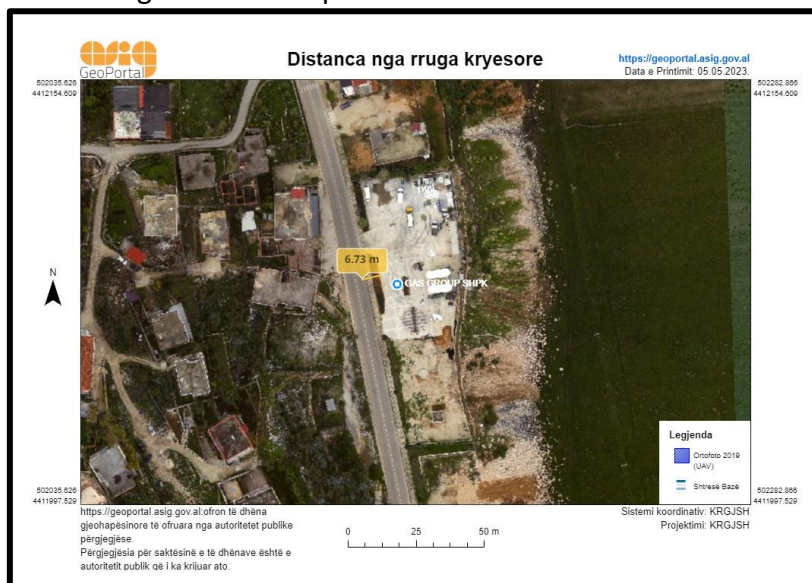 asig
GeoPortal
Distanca nga rruga kryesore
https://geoportal.asig.gov.al
Data e Printimit: 05.05.2023.
502035.626
4412154.609
502282.866
4412154.609
6.73 m
GAS GROUP SHPK
N
Legjenda
Ortofoto 2019
(UAV)
Shtresë Bazë
502035.626
4411997.529
502282.866
4411997.529
https://geoportal.asig.gov.al:ofron të dhëna
gjeohapësinore të ofruara nga autoritetet publike
përgjegjëse.
Përgjegjësia për saktësinë e të dhënave është e
autoritetit publik që i ka krijuar ato.
0 25 50 m
Sistemi koordinativ: KRGJSH
Projektimi: KRGJSH